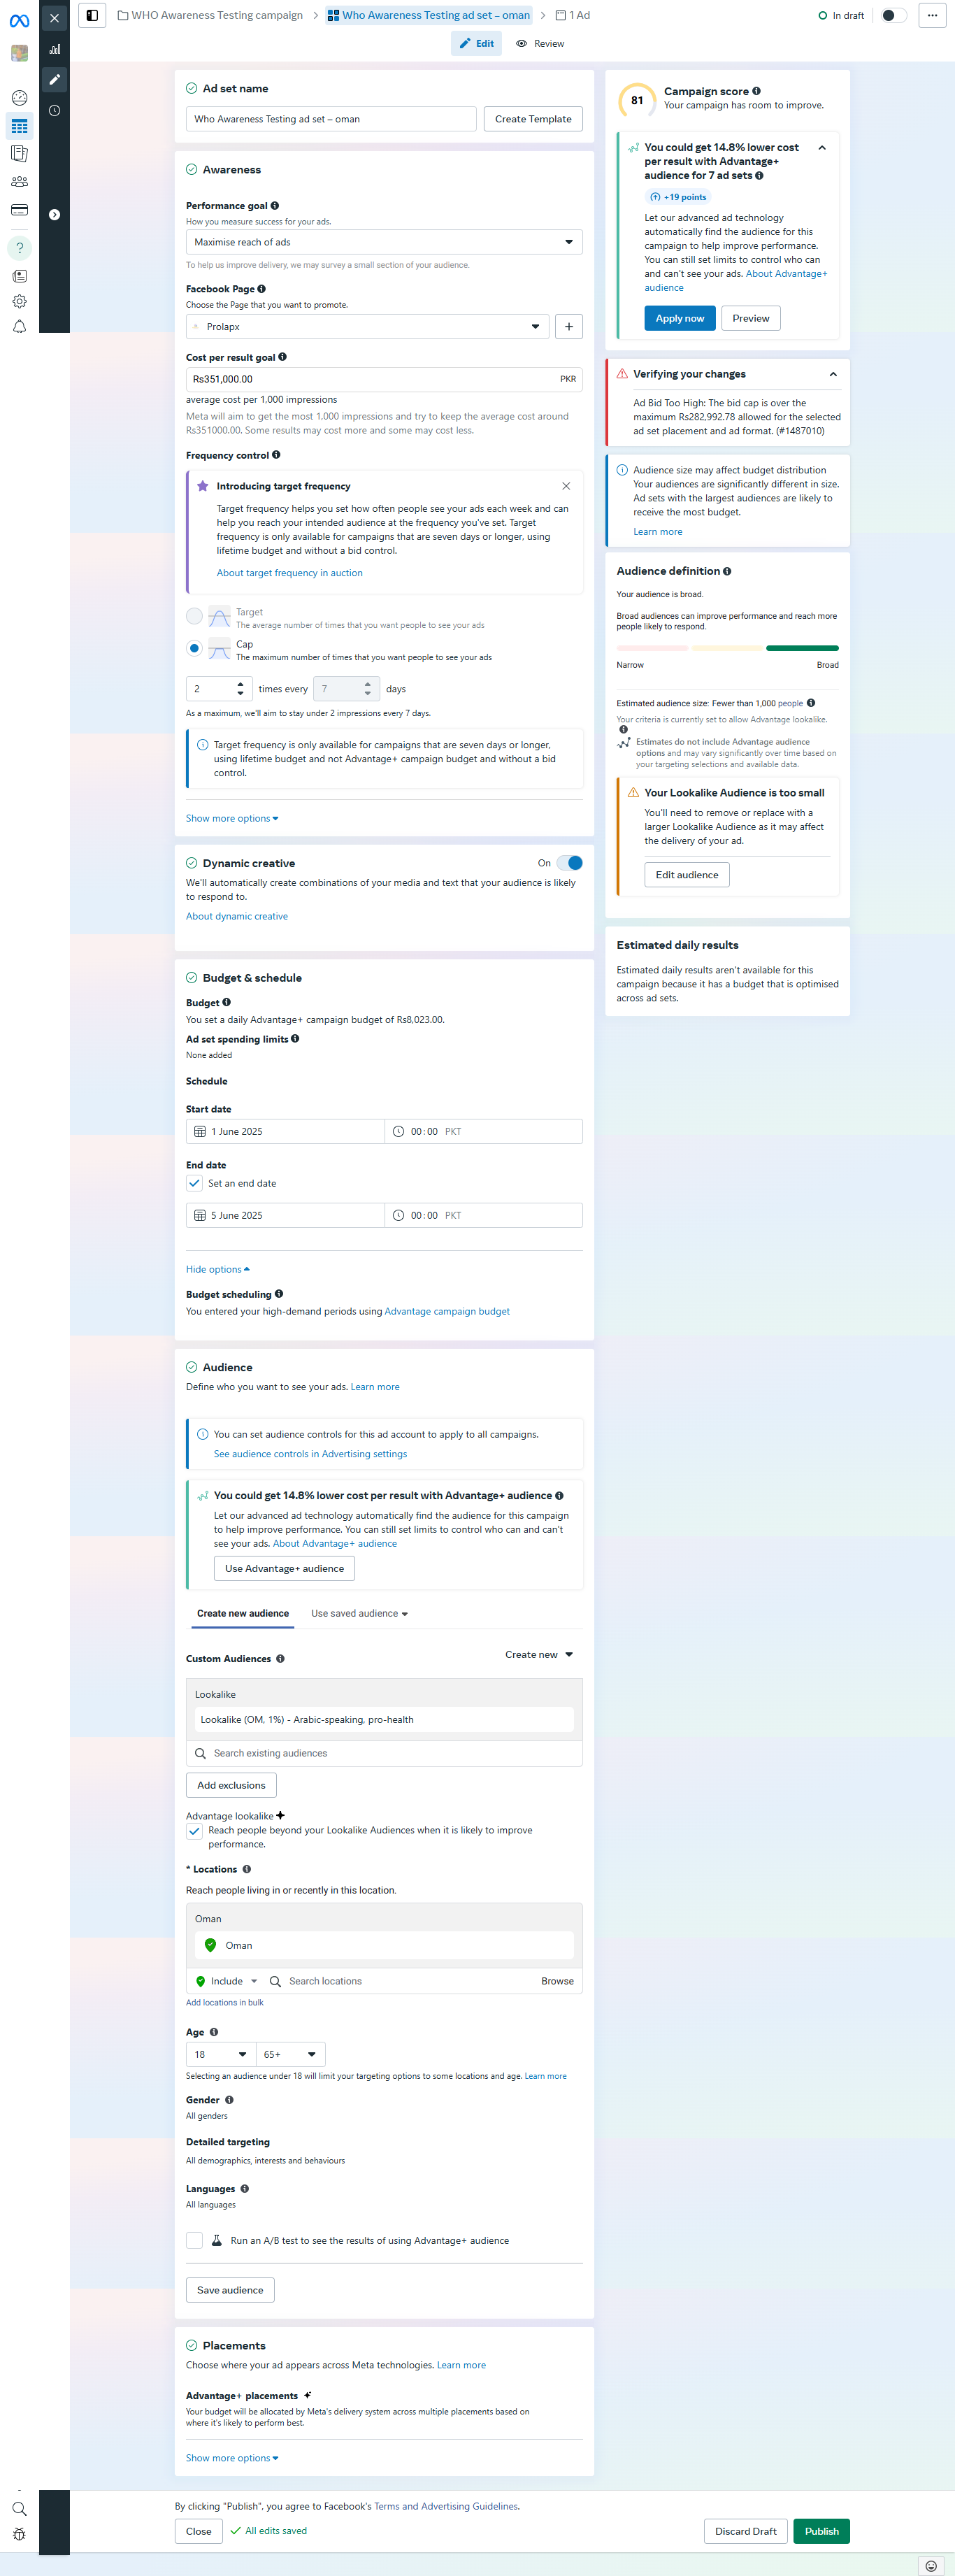 WHO Awareness Testing campaign
Who Awareness Testing ad set – oman
1 Ad
In draft
Edit
Review
Ad set name
Who Awareness Testing ad set – oman
Create Template
Awareness
Performance goal
How you measure success for your ads.
Maximise reach of ads
To help us improve delivery, we may survey a small section of your audience.
Facebook Page
Choose the Page that you want to promote.
Prolapx
Cost per result goal
Rs351,000.00
PKR
average cost per 1,000 impressions
Meta will aim to get the most 1,000 impressions and try to keep the average cost around
Rs351000.00. Some results may cost more and some may cost less.
Frequency control
Introducing target frequency
Target frequency helps you set how often people see your ads each week and can
help you reach your intended audience at the frequency you've set. Target
frequency is only available for campaigns that are seven days or longer, using
lifetime budget and without a bid control.
About target frequency in auction
Target
The average number of times that you want people to see your ads
Cap
The maximum number of times that you want people to see your ads
2 times every 7 days
As a maximum, we'll aim to stay under 2 impressions every 7 days.
Target frequency is only available for campaigns that are seven days or longer,
using lifetime budget and not Advantage+ campaign budget and without a bid
control.
Show more options
Dynamic creative
On
We'll automatically create combinations of your media and text that your audience is likely
to respond to.
About dynamic creative
Budget & schedule
Budget
You set a daily Advantage+ campaign budget of Rs8,023.00.
Ad set spending limits
None added
Schedule
Start date
1 June 2025
00:00 PKT
End date
Set an end date
5 June 2025
00:00 PKT
Hide options
Budget scheduling
You entered your high-demand periods using Advantage campaign budget
Audience
Define who you want to see your ads. Learn more
You can set audience controls for this ad account to apply to all campaigns.
See audience controls in Advertising settings
You could get 14.8% lower cost per result with Advantage+ audience
Let our advanced ad technology automatically find the audience for this campaign
to help improve performance. You can still set limits to control who can and can't
see your ads. About Advantage+ audience
Use Advantage+ audience
Create new audience
Use saved audience
Custom Audiences
Create new
Lookalike
Lookalike (OM, 1%) - Arabic-speaking, pro-health
Search existing audiences
Add exclusions
Advantage lookalike
Reach people beyond your Lookalike Audiences when it is likely to improve
performance.
* Locations
Reach people living in or recently in this location.
Oman
Oman
Include
Search locations
Browse
Add locations in bulk
Age
18
65+
Selecting an audience under 18 will limit your targeting options to some locations and age. Learn more
Gender
All genders
Detailed targeting
All demographics, interests and behaviours
Languages
All languages
Run an A/B test to see the results of using Advantage+ audience
Save audience
Placements
Choose where your ad appears across Meta technologies. Learn more
Advantage+ placements
Your budget will be allocated by Meta's delivery system across multiple placements based on
where it's likely to perform best.
Show more options
81
Campaign score
Your campaign has room to improve.
You could get 14.8% lower cost
per result with Advantage+
audience for 7 ad sets
+19 points
Let our advanced ad technology
automatically find the audience for this
campaign to help improve performance.
You can still set limits to control who can
and can't see your ads. About Advantage+
audience
Apply now
Preview
Verifying your changes
Ad Bid Too High: The bid cap is over the
maximum Rs282,992.78 allowed for the selected
ad set placement and ad format. (#1487010)
Audience size may affect budget distribution
Your audiences are significantly different in size.
Ad sets with the largest audiences are likely to
receive the most budget.
Learn more
Audience definition
Your audience is broad.
Broad audiences can improve performance and reach more
people likely to respond.
Narrow
Broad
Estimated audience size: Fewer than 1,000 people
Your criteria is currently set to allow Advantage lookalike.
Estimates do not include Advantage audience
options and may vary significantly over time based on
your targeting selections and available data.
Your Lookalike Audience is too small
You'll need to remove or replace with a
larger Lookalike Audience as it may affect
the delivery of your ad.
Edit audience
Estimated daily results
Estimated daily results aren't available for this
campaign because it has a budget that is optimised
across ad sets.
By clicking "Publish", you agree to Facebook's Terms and Advertising Guidelines.
Close
All edits saved
Discard Draft
Publish